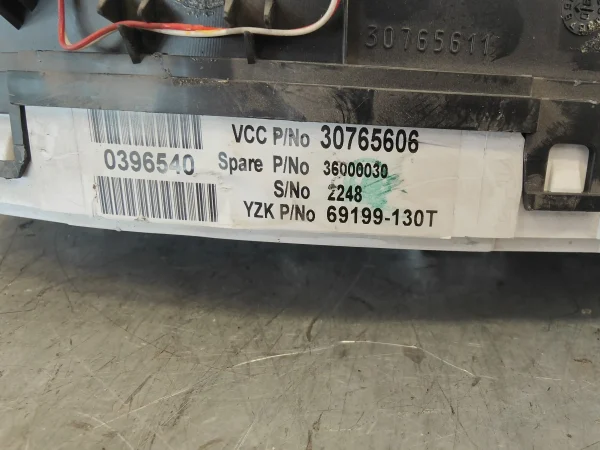 30765611
VCC P/No 30765606
0396540 Spare P/No 36000030
S/No 2248
YZK P/No 69199-130T